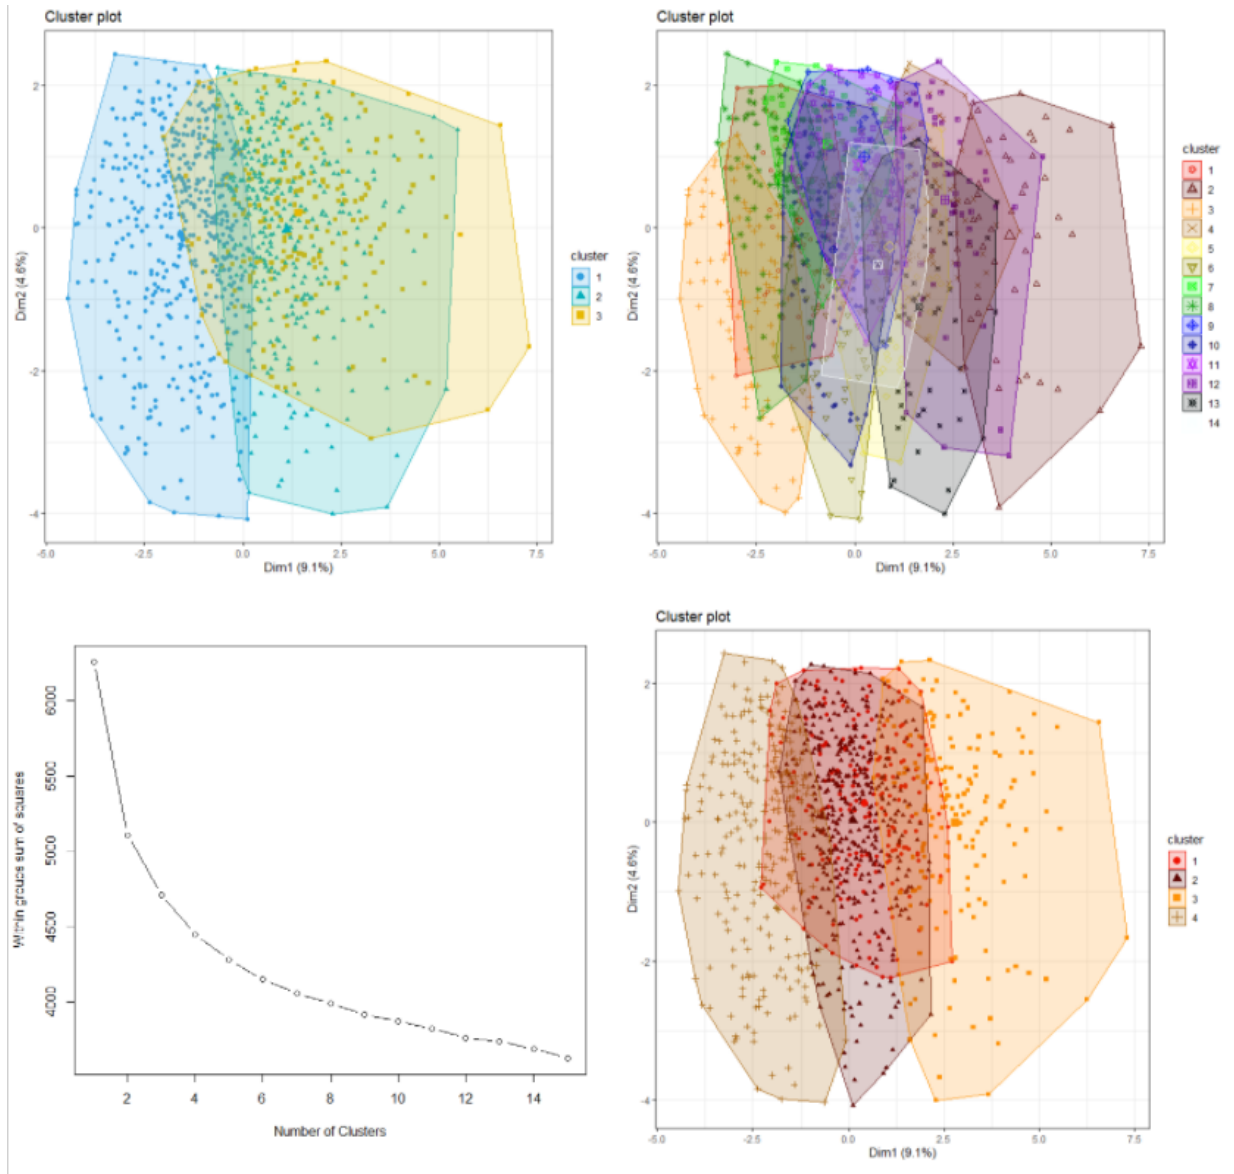 Cluster plot
2
0
-2
-4
Dim2 (4.6%)
-5.0 -2.5 0.0 2.5 5.0 7.5
Dim1 (9.1%)
cluster
1
2
3
Cluster plot
2
0
-2
-4
Dim2 (4.6%)
-5.0 -2.5 0.0 2.5 5.0 7.5
Dim1 (9.1%)
cluster
1
2
3
4
5
6
7
8
9
10
11
12
13
14
6000
5500
5000
4500
4000
Within groups sum of squares
2 4 6 8 10 12 14
Number of Clusters
Cluster plot
2
0
-2
-4
Dim2 (4.6%)
-5.0 -2.5 0.0 2.5 5.0 7.5
Dim1 (9.1%)
cluster
1
2
3
4